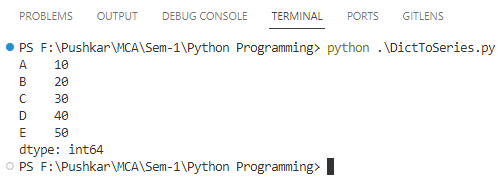 PROBLEMS OUTPUT DEBUG CONSOLE TERMINAL PORTS GITLENS
PS F:\Pushkar\MCA\Sem-1\Python Programming> python .\DictToSeries.py
A    10
B    20
C    30
D    40
E    50
dtype: int64
PS F:\Pushkar\MCA\Sem-1\Python Programming>